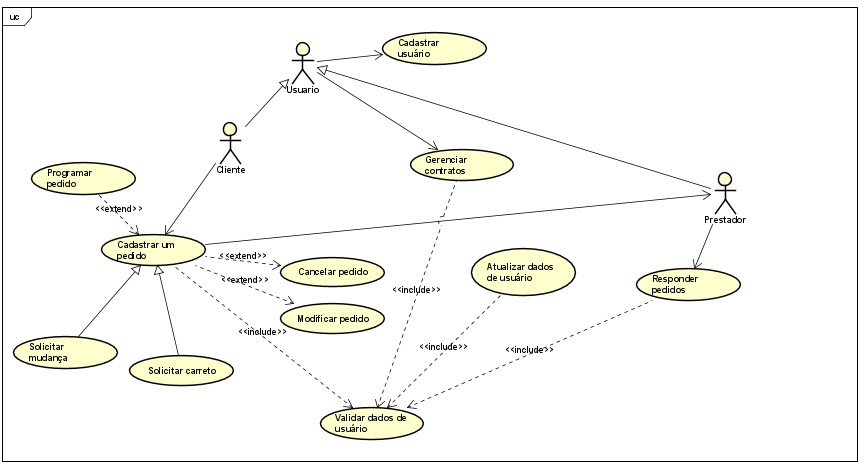 uc
Cadastrar
usuário
Usuario
Cliente
Gerenciar
contratos
Programar
pedido
<<extend>>
Prestador
Cadastrar um
pedido
<<extend>>
Cancelar pedido
<<extend>>
Atualizar dados
de usuário
Responder
pedidos
<<include>>
Modificar pedido
<<include>>
<<include>>
<<include>>
Solicitar
mudança
Solicitar carreto
Validar dados de
usuário